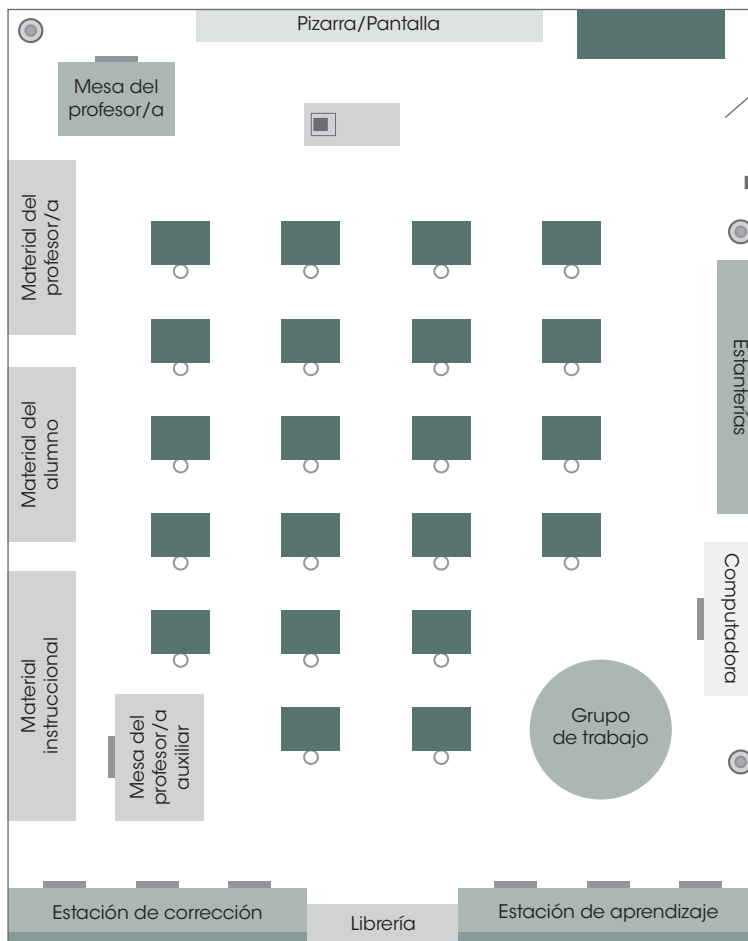 Pizarra/Pantalla
Mesa del
profesor/a
Material del
profesor/a
Estanterías
Material del
alumno
Computadora
Material
instruccional
Mesa del
profesor/a
auxiliar
Grupo
de trabajo
Estación de corrección
Librería
Estación de aprendizaje